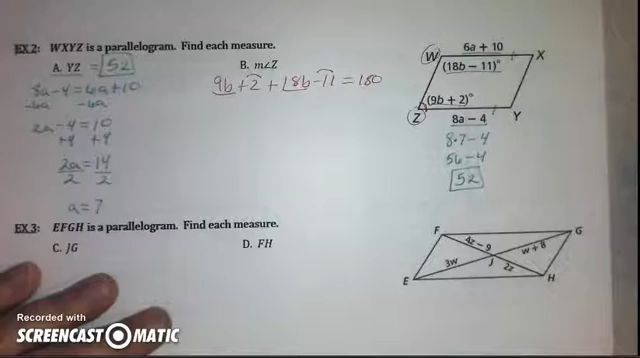 EX 2: WXYZ is a parallelogram. Find each measure.
A. YZ = 52
B. m∠Z
8a - 4 = 6a + 10
-6a -6a
2a - 4 = 10
+4 +4
2a = 14
2 2
a = 7
9b + 2 + 18b - 11 = 180
W 6a + 10 X
(18b - 11)°
(9b + 2)°
Z 8a - 4 Y
8·7 - 4
56 - 4
52
EX 3: EFGH is a parallelogram. Find each measure.
C. JG
D. FH
F G
4z - 9 w + 8
3w J 2z
E H
Recorded with
SCREENCAST O MATIC